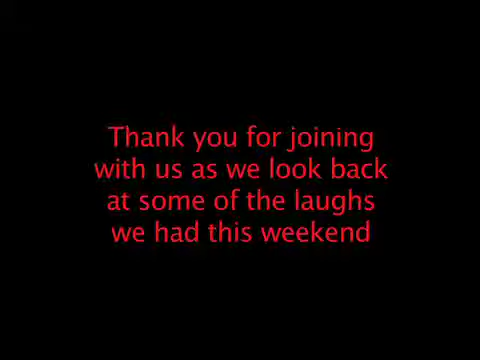 Thank you for joining
with us as we look back
at some of the laughs
we had this weekend